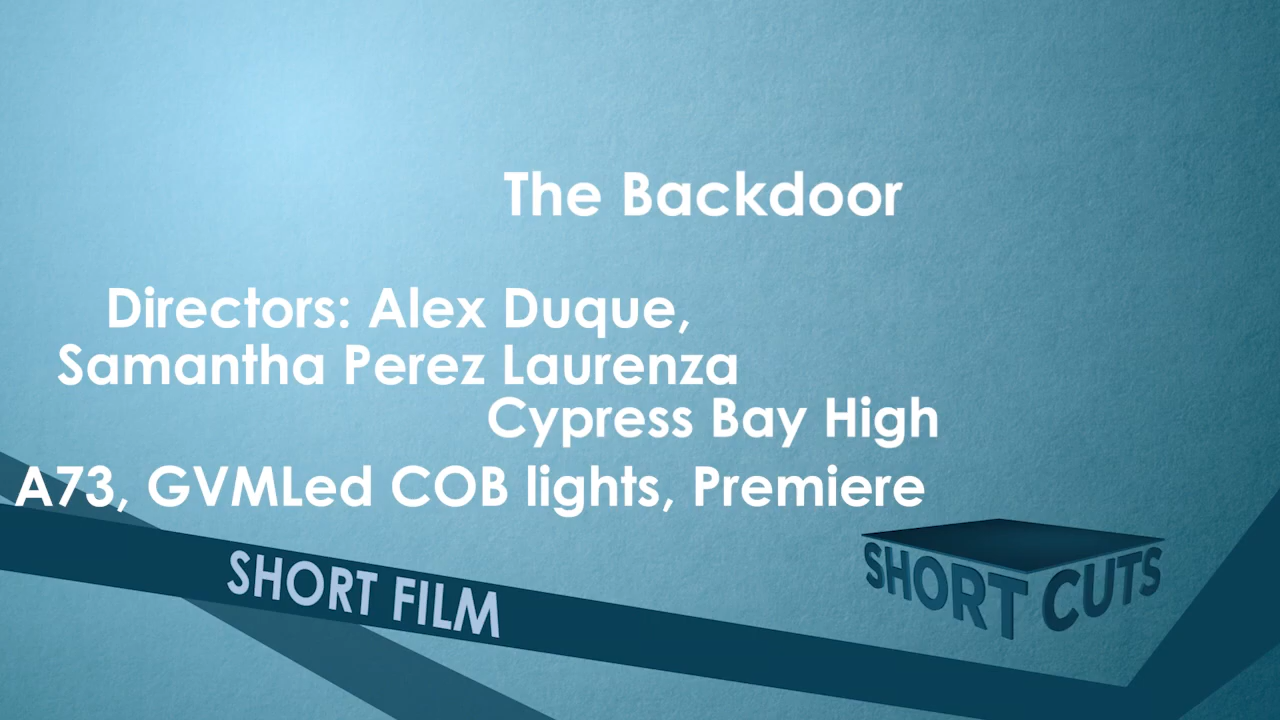 The Backdoor
Directors: Alex Duque,
Samantha Perez Laurenza
Cypress Bay High
A73, GVMLed COB lights, Premiere
SHORT FILM
SHORT CUTS